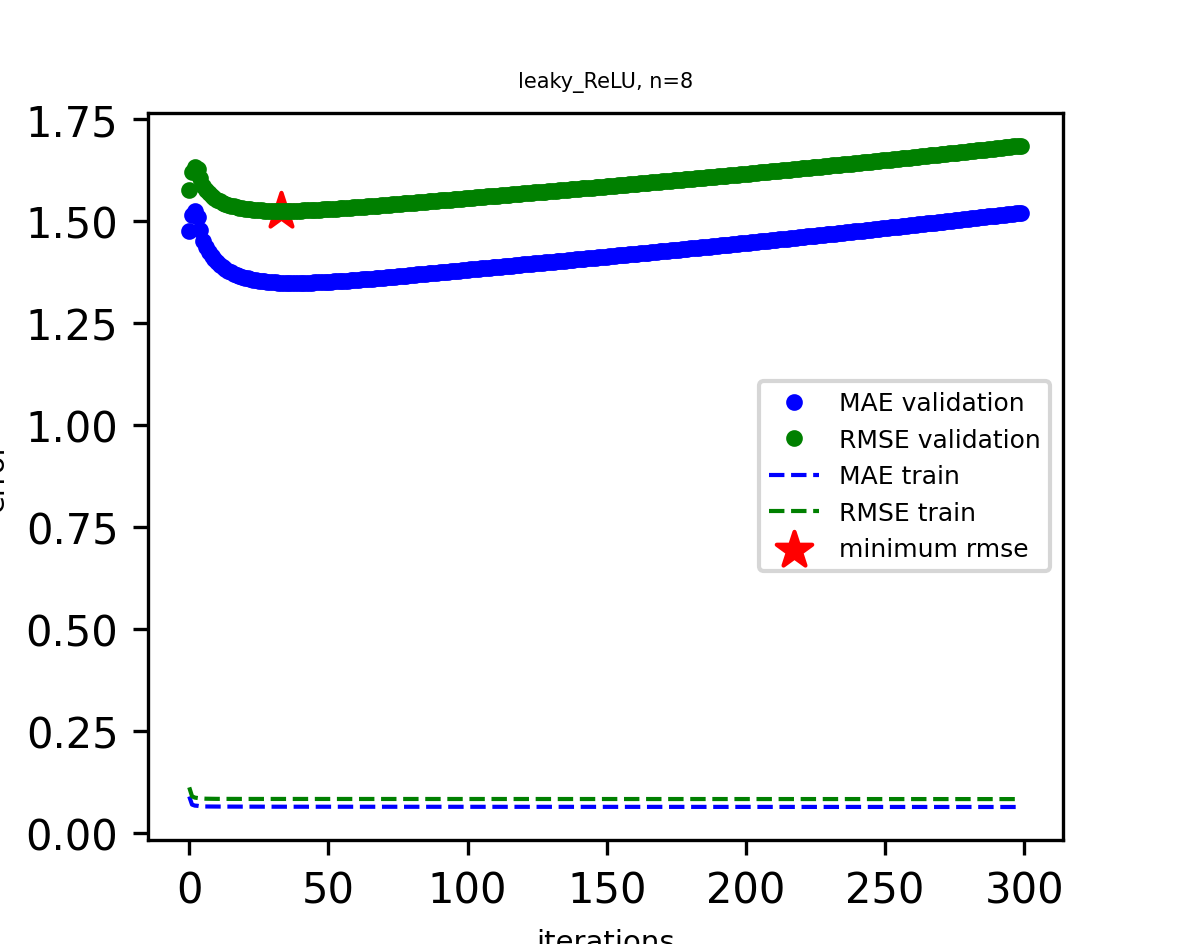 leaky_ReLU, n=8
1.75
1.50
1.25
1.00
0.75
0.50
0.25
0.00
MAE validation
RMSE validation
MAE train
RMSE train
minimum rmse
0 50 100 150 200 250 300
iterations